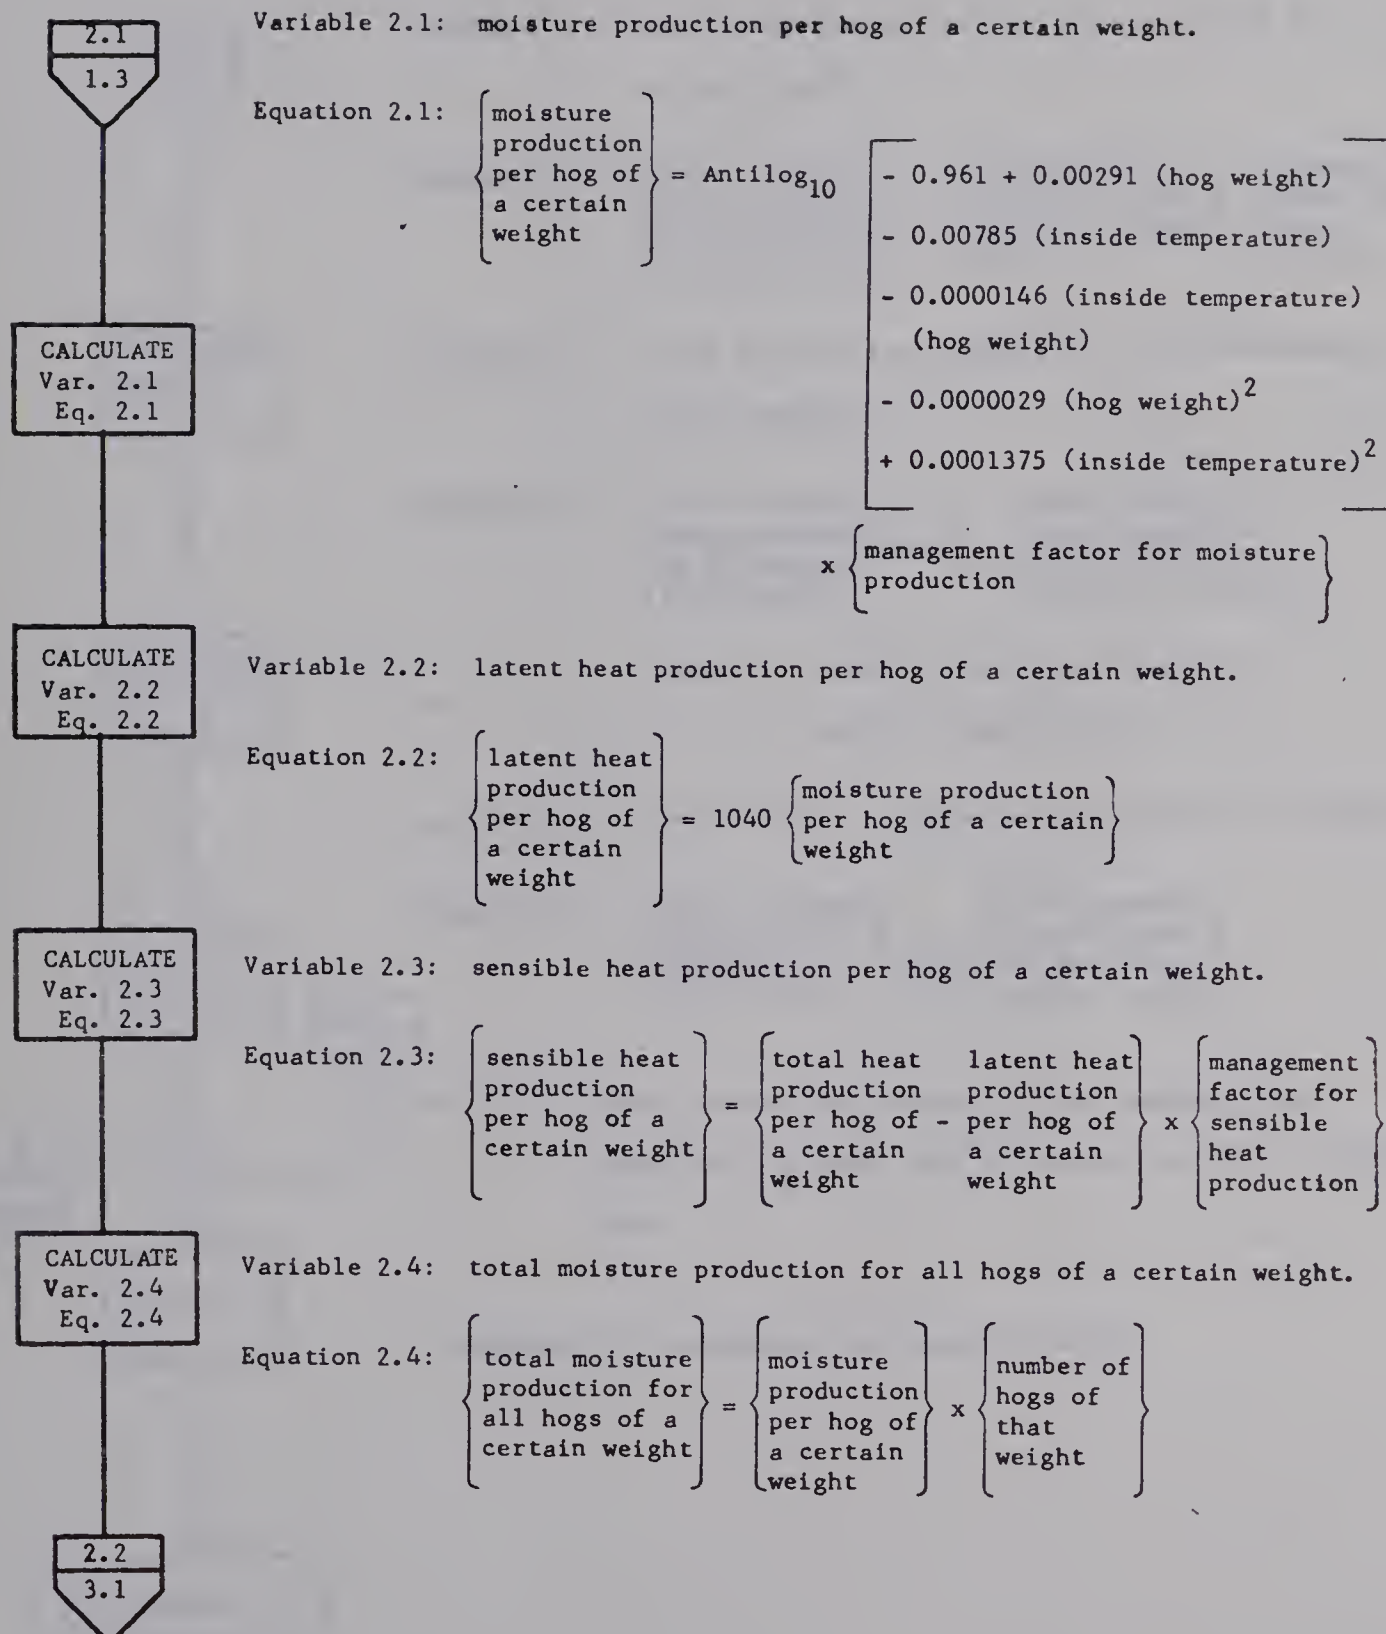 2.1
1.3
Variable 2.1: moisture production per hog of a certain weight.
Equation 2.1:
moisture
production
per hog of
a certain
weight
= Antilog10
- 0.961 + 0.00291 (hog weight)
- 0.00785 (inside temperature)
- 0.0000146 (inside temperature)
(hog weight)
- 0.0000029 (hog weight)2
+ 0.0001375 (inside temperature)2
x
management factor for moisture
production
CALCULATE
Var. 2.1
Eq. 2.1
CALCULATE
Var. 2.2
Eq. 2.2
Variable 2.2: latent heat production per hog of a certain weight.
Equation 2.2:
latent heat
production
per hog of
a certain
weight
= 1040
moisture production
per hog of a certain
weight
CALCULATE
Var. 2.3
Eq. 2.3
Variable 2.3: sensible heat production per hog of a certain weight.
Equation 2.3:
sensible heat
production
per hog of a
certain weight
=
total heat latent heat
production production
per hog of - per hog of
a certain a certain
weight weight
x
management
factor for
sensible
heat
production
CALCULATE
Var. 2.4
Eq. 2.4
Variable 2.4: total moisture production for all hogs of a certain weight.
Equation 2.4:
total moisture
production for
all hogs of a
certain weight
=
moisture
production
per hog of
a certain
weight
x
number of
hogs of
that
weight
2.2
3.1